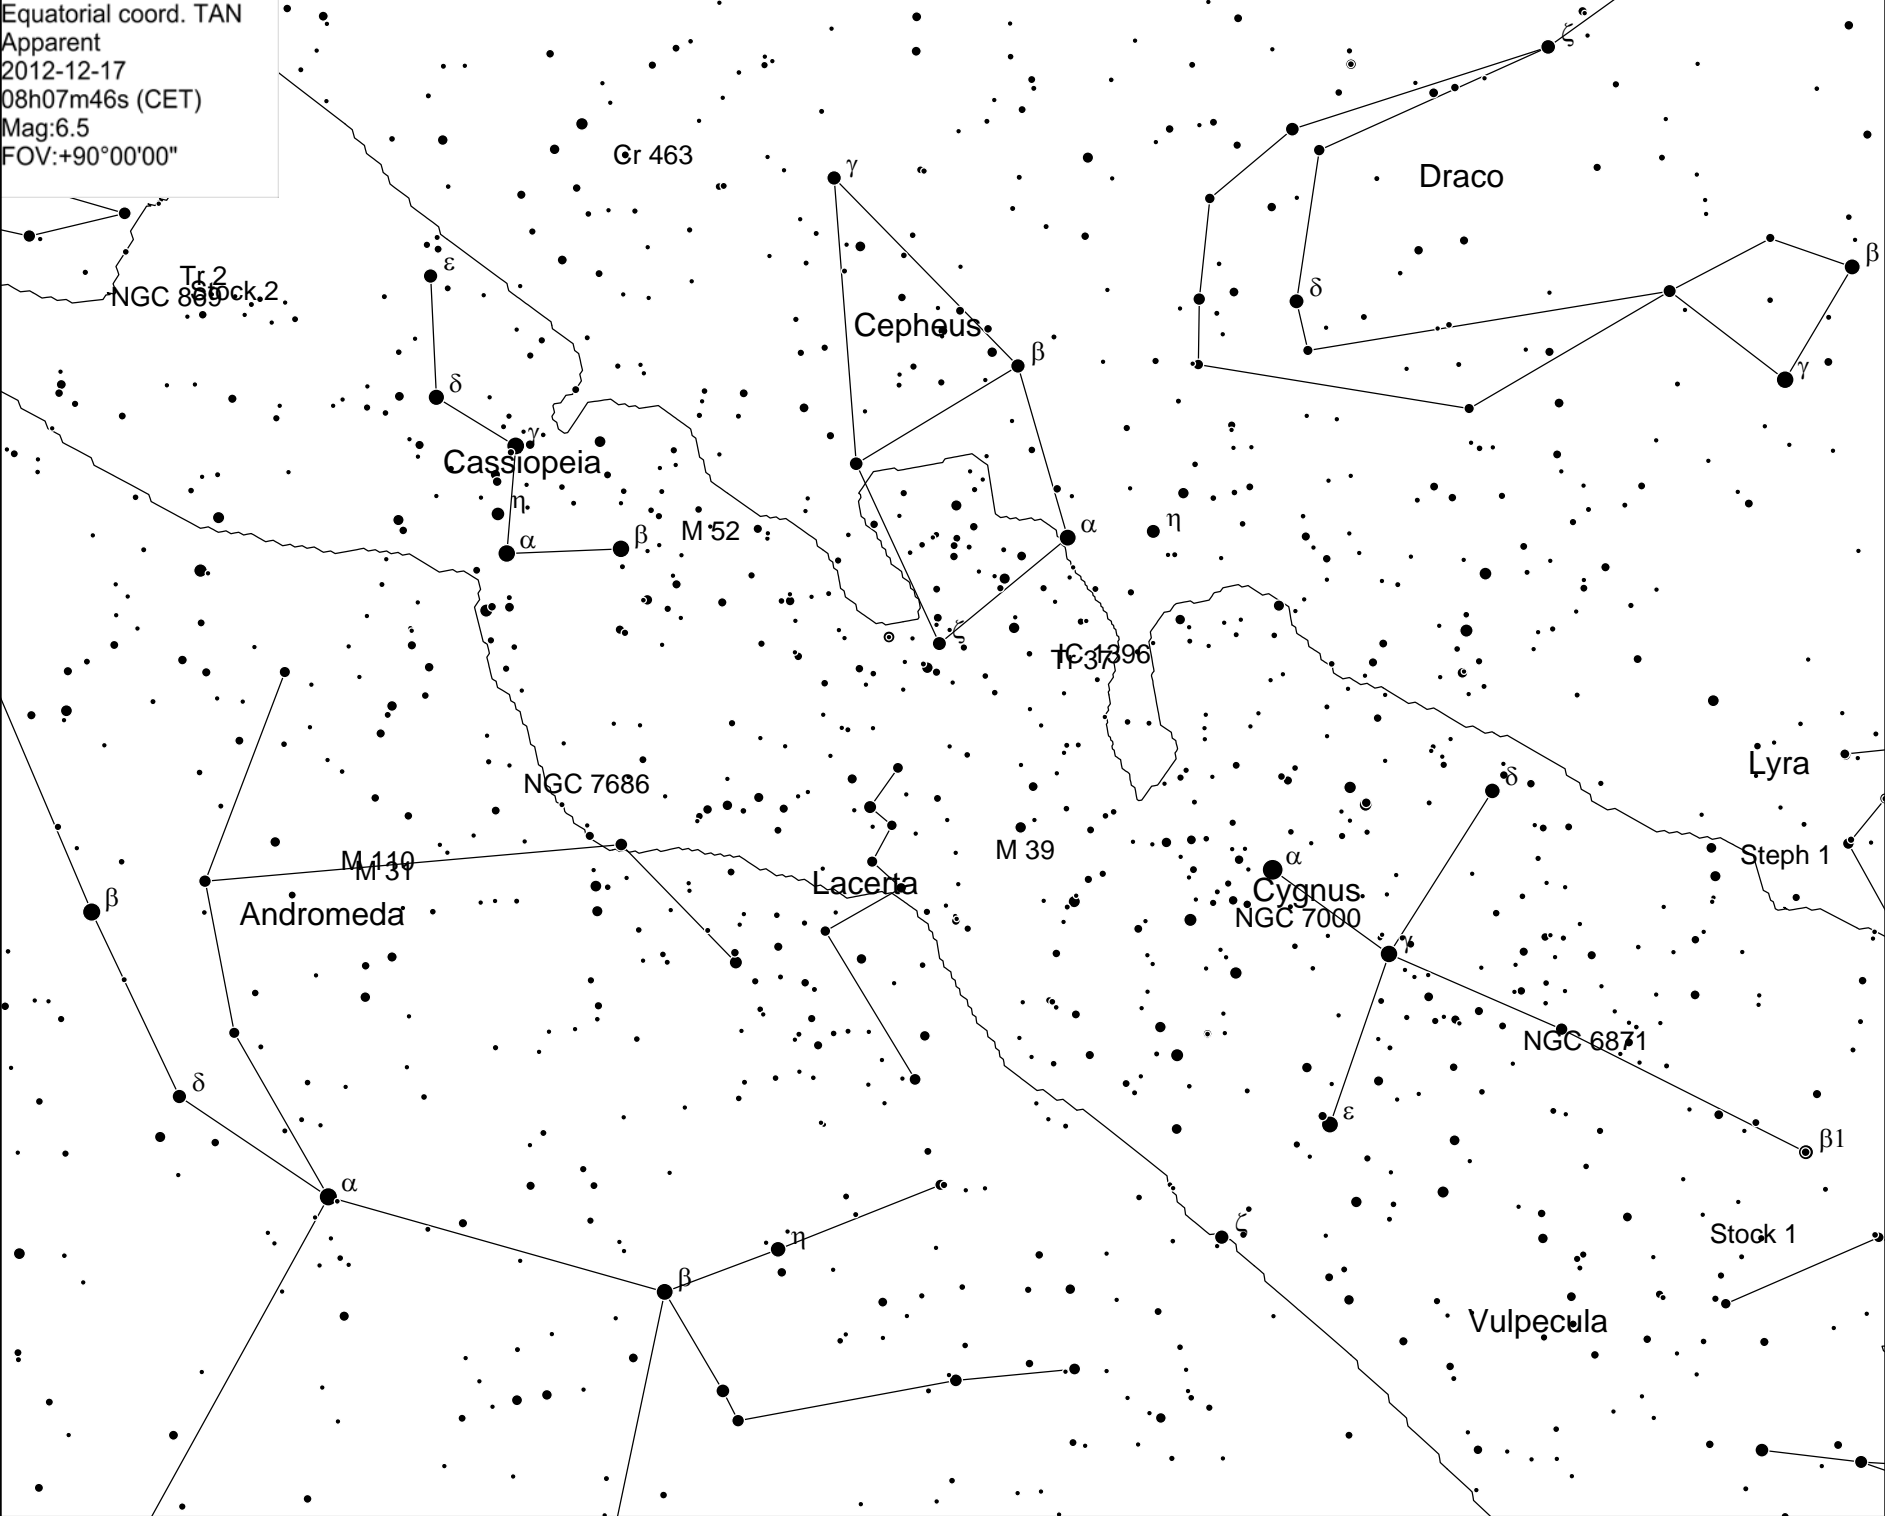 Equatorial coord. TAN
Apparent
2012-12-17
08h07m46s (CET)
Mag:6.5
FOV:+90°00'00"
ζ
Cr 463
γ
Draco
β
ε
δ
Tr 2
Stock 2
NGC 869
Cepheus
β
γ
δ
γ
Cassiopeia
η
α
β
M 52
α
η
ζ
IC 1396
Tr 37
Lyra
δ
NGC 7686
M 39
α
Steph 1
M 110
M 31
Lacerta
Cygnus
β
Andromeda
NGC 7000
γ
NGC 6871
δ
ε
β1
α
ζ
η
Stock 1
β
Vulpecula